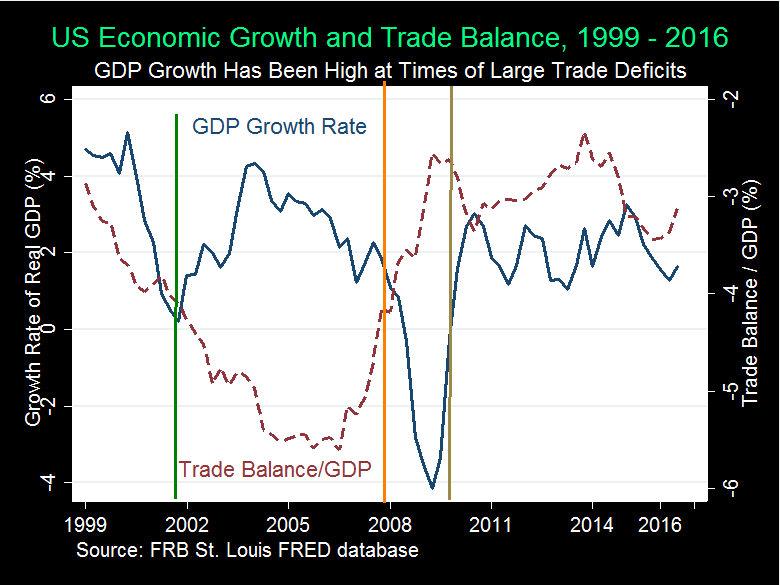 US Economic Growth and Trade Balance, 1999 - 2016
GDP Growth Has Been High at Times of Large Trade Deficits
GDP Growth Rate
Trade Balance/GDP
Growth Rate of Real GDP (%)
6
4
2
0
-2
-4
Trade Balance / GDP (%)
-2
-3
-4
-5
-6
1999 2002 2005 2008 2011 2014 2016
Source: FRB St. Louis FRED database